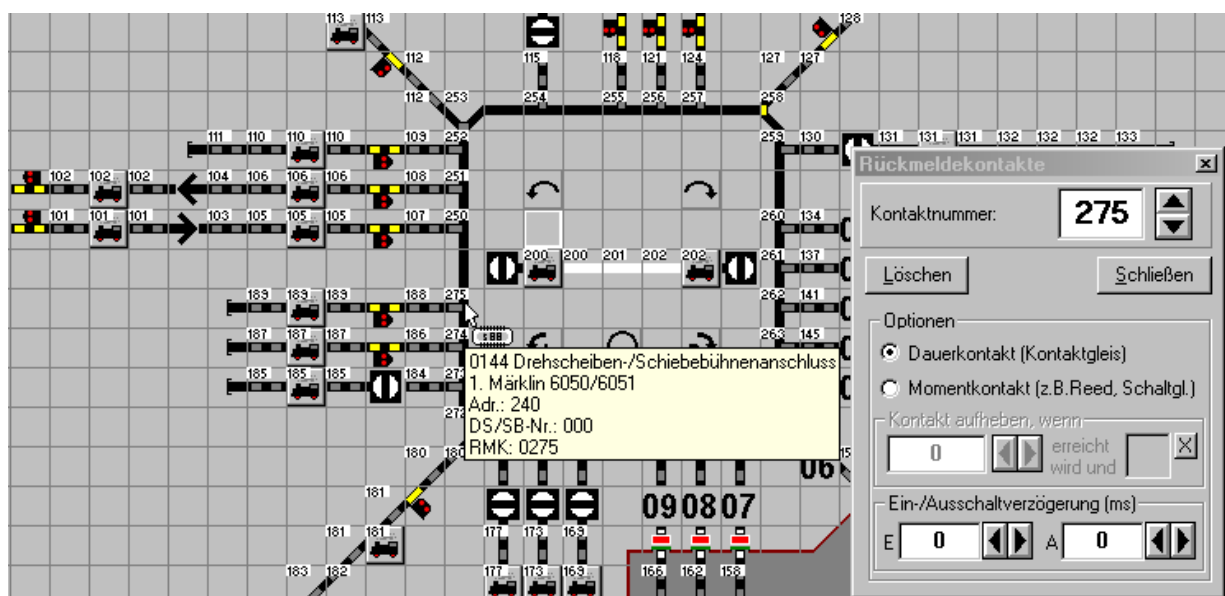 113 113 128
112 115 118 121 124 127 127
112 253 254 255 256 257 258
111 110 110 110 109 252 259 130 131 131 131 132 132 132 133
102 102 102 104 106 106 106 108 251
101 101 101 103 105 105 105 107 250 260 134
200 200 201 202 202 261 137
189 189 189 188 275 262 141
187 187 187 186 274 s88 263 145
185 185 184
0144 Drehscheiben-/Schiebebühnenanschluss
1. Märklin 6050/6051
Adr.: 240
DS/SB-Nr.: 000
RMK: 0275
180
06
181
09 08 07
181 181 177 173 169
183 182 177 173 169 166 162 158
Rückmeldekontakte
Kontaktnummer: 275
Löschen Schließen
Optionen
Dauerkontakt (Kontaktgleis)
Momentkontakt (z.B.Reed, Schaltgl.)
Kontakt aufheben, wenn
0 erreicht
wird und X
Ein-/Ausschaltverzögerung (ms)
E 0 A 0